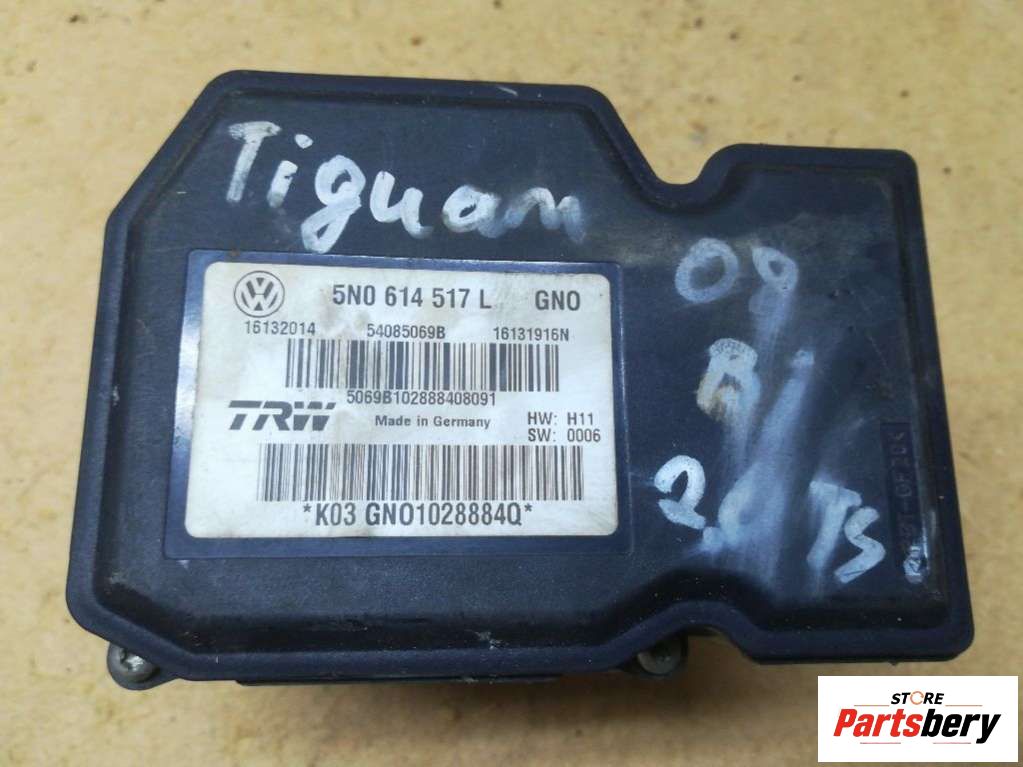 Tiguan
09
2.0
5N0 614 517 L GNO
16132014 54085069B 16131916N
5069B102888408091
TRW Made in Germany HW: H11
SW: 0006
*K03 GNO1028884Q*
STORE
Partsbery